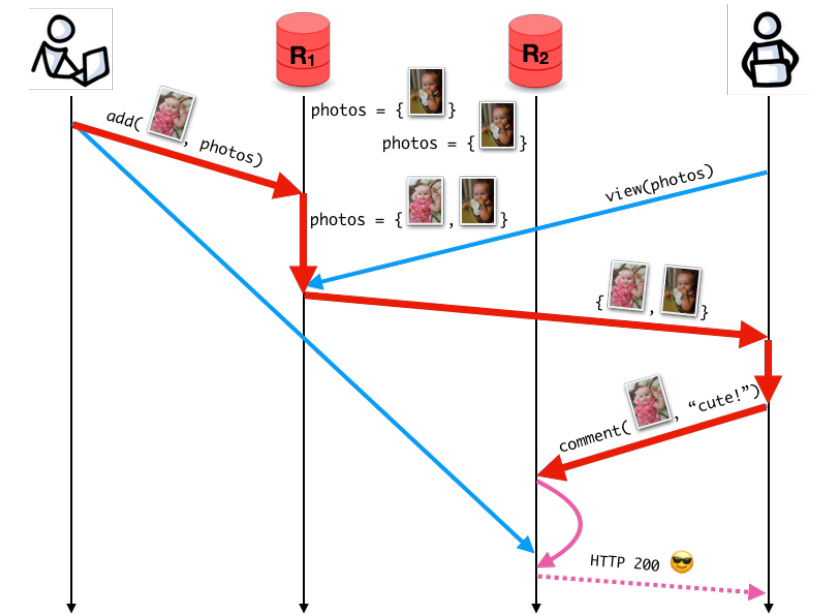 R1
R2
photos = { }
add( , photos)
photos = { }
view(photos)
photos = { , }
{ , }
comment( , “cute!”)
HTTP 200 😎